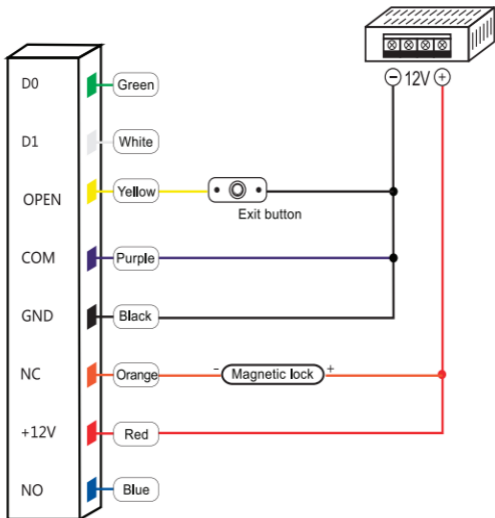 − 12V +
D0 Green
D1 White
OPEN Yellow
Exit button
COM Purple
GND Black
NC Orange - Magnetic lock +
+12V Red
NO Blue